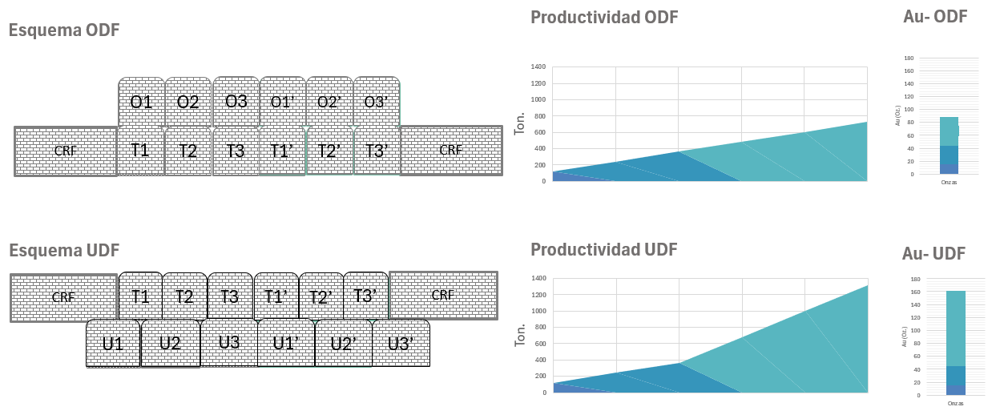 Esquema ODF
O1 O2 O3 O1’ O2’ O3’
CRF T1 T2 T3 T1’ T2’ T3’ CRF
Productividad ODF
Ton.
1400
1200
1000
800
600
400
200
0
Au- ODF
Au (Oz.)
180
160
140
120
100
80
60
40
20
0
Onzas
Esquema UDF
CRF T1 T2 T3 T1’ T2’ T3’ CRF
U1 U2 U3 U1’ U2’ U3’
Productividad UDF
Ton.
1400
1200
1000
800
600
400
200
0
Au- UDF
Au (Oz.)
180
160
140
120
100
80
60
40
20
0
Onzas